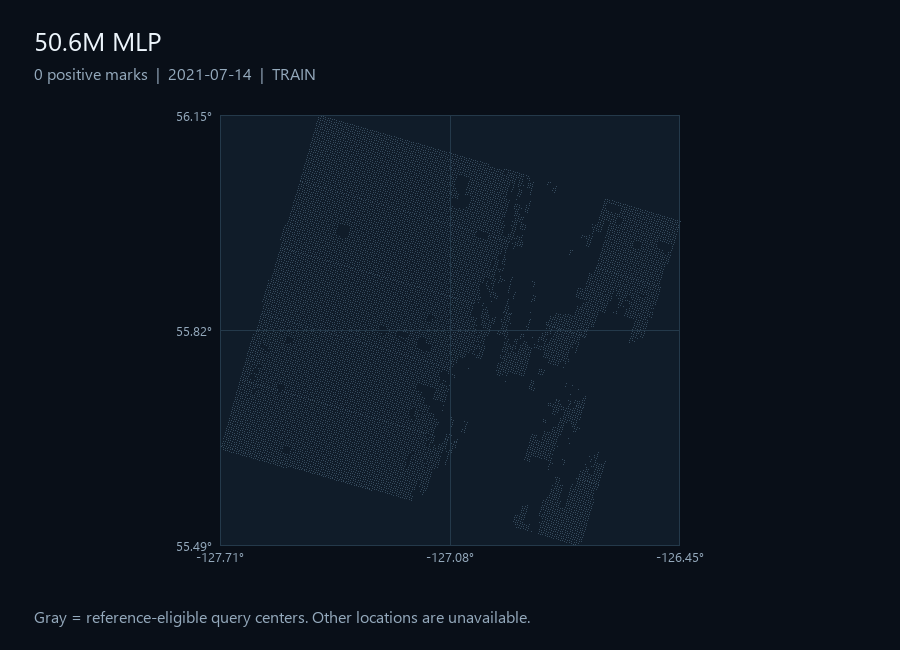 50.6M MLP
0 positive marks | 2021-07-14 | TRAIN
56.15°
55.82°
55.49°
-127.71° -127.08° -126.45°
Gray = reference-eligible query centers. Other locations are unavailable.